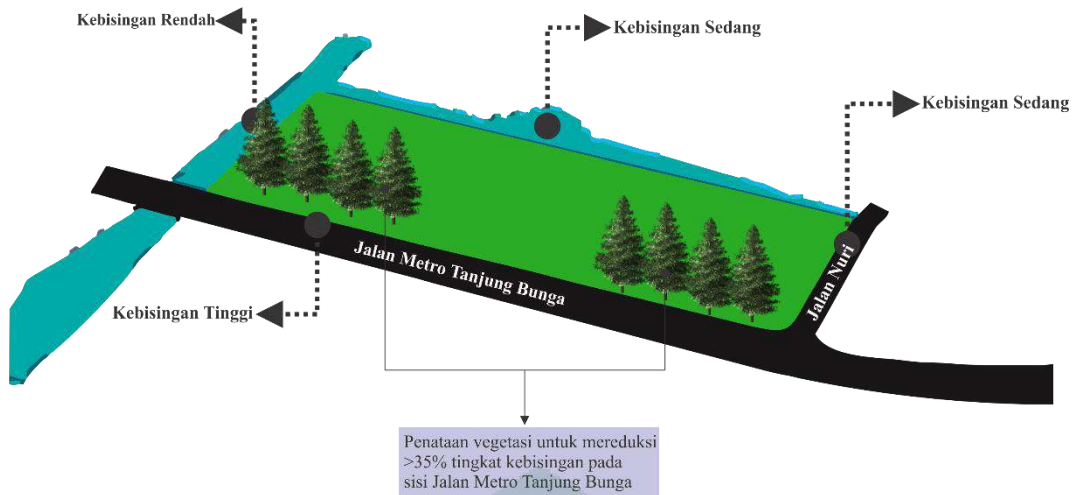 Kebisingan Rendah
Kebisingan Sedang
Kebisingan Sedang
Jalan Metro Tanjung Bunga
Jalan Nuri
Kebisingan Tinggi
Penataan vegetasi untuk mereduksi
>35% tingkat kebisingan pada
sisi Jalan Metro Tanjung Bunga